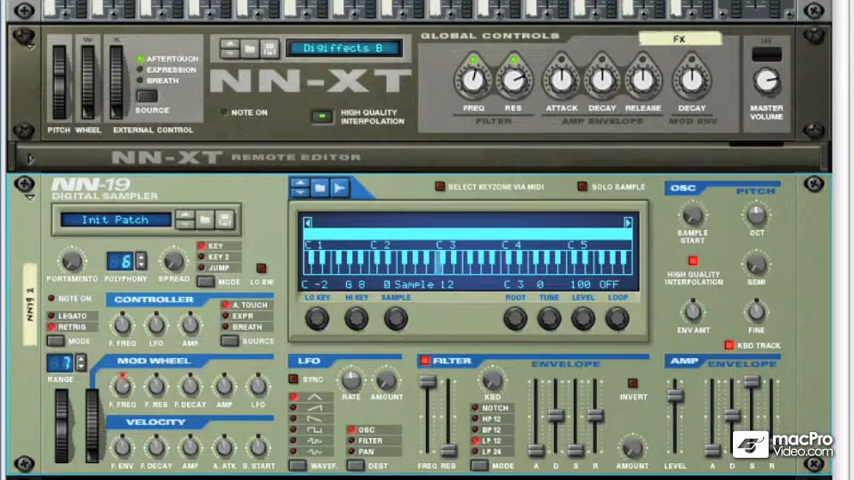 GLOBAL CONTROLS
FX
W
X
AFTERTOUCH
EXPRESSION
BREATH
SOURCE
Digiffects B
NN-XT
NOTE ON
HIGH QUALITY
INTERPOLATION
PITCH WHEEL EXTERNAL CONTROL
FREQ RES ATTACK DECAY RELEASE DECAY
MASTER
VOLUME
FILTER AMP ENVELOPE MOD ENV
NN-XT REMOTE EDITOR
NN-19
DIGITAL SAMPLER
SELECT KEYZONE VIA MIDI
SOLO SAMPLE
OSC PITCH
Init Patch
SAMPLE
START
OCT
C 1 C 2 C 3 C 4 C 5
KEY
KEY 2
JUMP
MODE
LO BW
6
PORTAMENTO POLYPHONY SPREAD
HIGH QUALITY
INTERPOLATION
SEMI
C -2 G 8 Sample 12 C 3 0 100 OFF
LO KEY HI KEY SAMPLE ROOT TUNE LEVEL LOOP
NOTE ON
LEGATO
RETRIG
MODE
CONTROLLER
A. TOUCH
EXPR
BREATH
SOURCE
F. FREQ LFO AMP
ENV AMT FINE
KBD TRACK
NN19 2
7
RANGE
MOD WHEEL
F. FREQ F. RES F. DECAY AMP LFO
VELOCITY
F. ENV F. DECAY AMP A. ATK S. START
LFO
SYNC
RATE AMOUNT
OSC
FILTER
PAN
WAVEF. DEST
FILTER ENVELOPE
KBD
INVERT
NOTCH
HP 12
BP 12
LP 12
LP 24
FREQ RES MODE A D S R AMOUNT
AMP ENVELOPE
LEVEL A D S R
macPro
Video.com